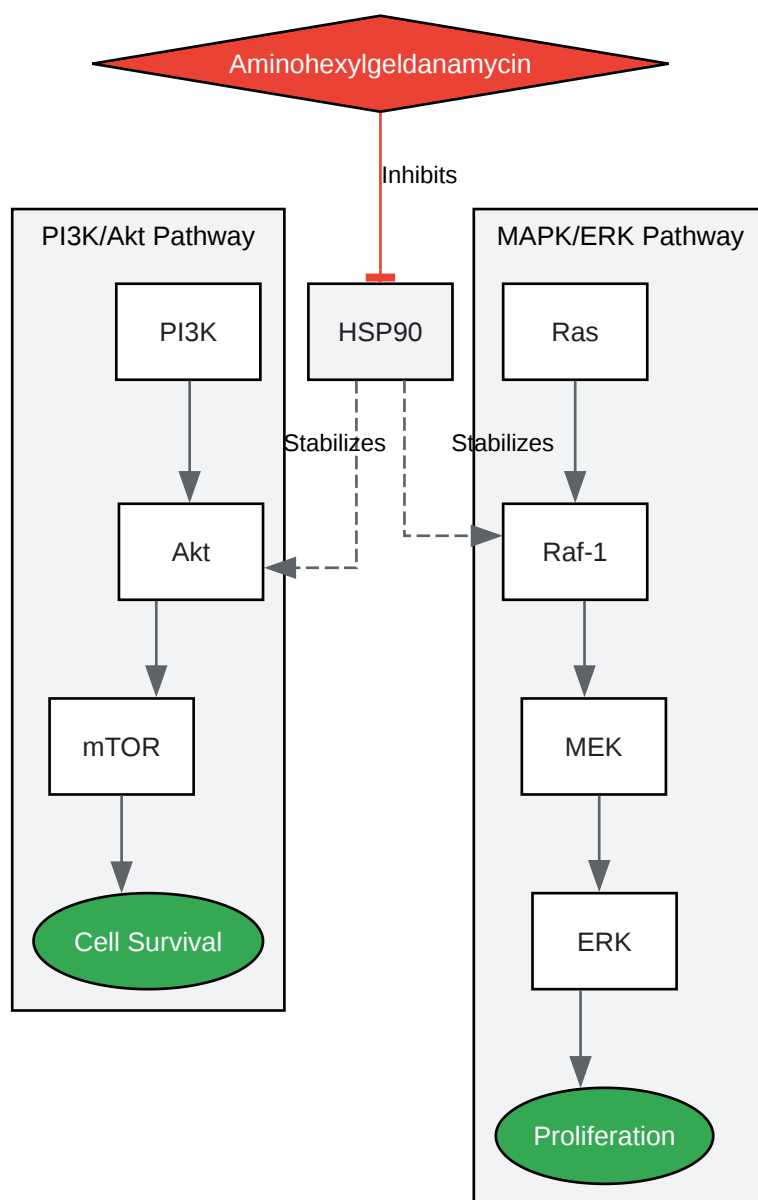 Aminohexylgeldanamycin
Inhibits
PI3K/Akt Pathway
MAPK/ERK Pathway
PI3K
HSP90
Ras
Stabilizes
Stabilizes
Akt
Raf-1
mTOR
MEK
Cell Survival
ERK
Proliferation